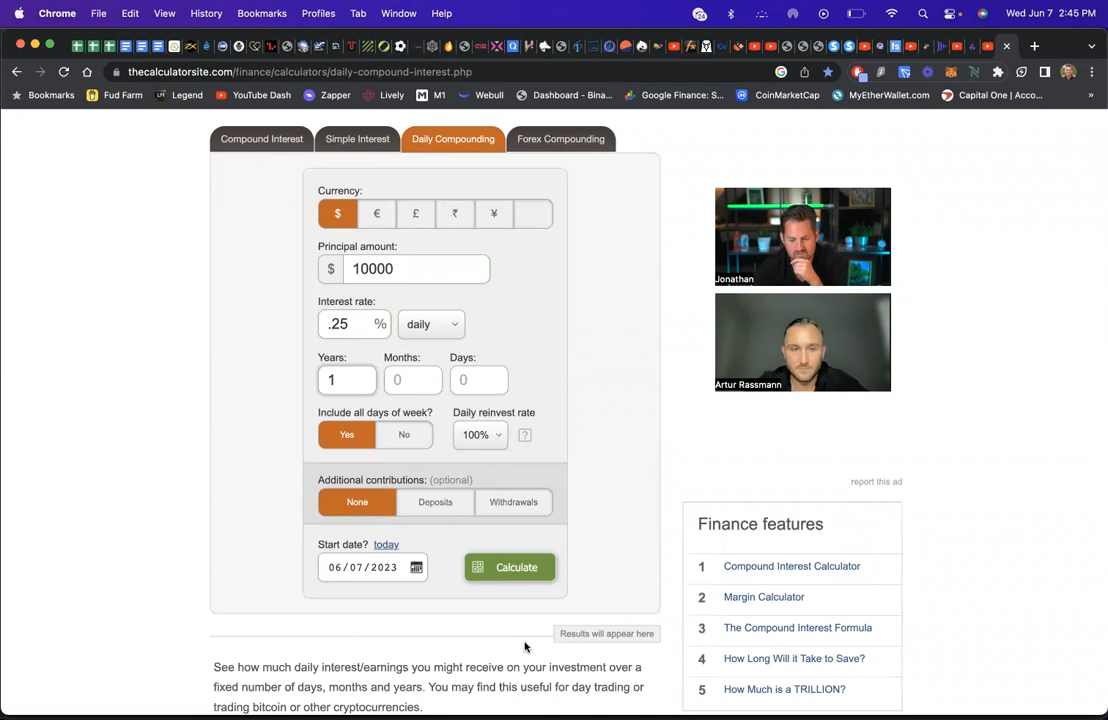 Chrome File Edit View History Bookmarks Profiles Tab Window Help Wed Jun 7 2:45 PM
thecalculatorsite.com/finance/calculators/daily-compound-interest.php
Bookmarks Fud Farm Legend YouTube Dash Zapper Lively M1 Webull Dashboard - Bina... Google Finance: S... CoinMarketCap MyEtherWallet.com Capital One | Acco... »
Compound Interest Simple Interest Daily Compounding Forex Compounding
Currency:
$ € £ ₹ ¥
Principal amount:
$ 10000
Interest rate:
.25 % daily
Years: Months: Days:
1 0 0
Include all days of week? Daily reinvest rate
Yes No 100% ?
Additional contributions: (optional)
None Deposits Withdrawals
Start date? today
06/07/2023 Calculate
Results will appear here
See how much daily interest/earnings you might receive on your investment over a
fixed number of days, months and years. You may find this useful for day trading or
trading bitcoin or other cryptocurrencies.
Jonathan
Artur Rassmann
report this ad
Finance features
1 Compound Interest Calculator
2 Margin Calculator
3 The Compound Interest Formula
4 How Long Will it Take to Save?
5 How Much is a TRILLION?